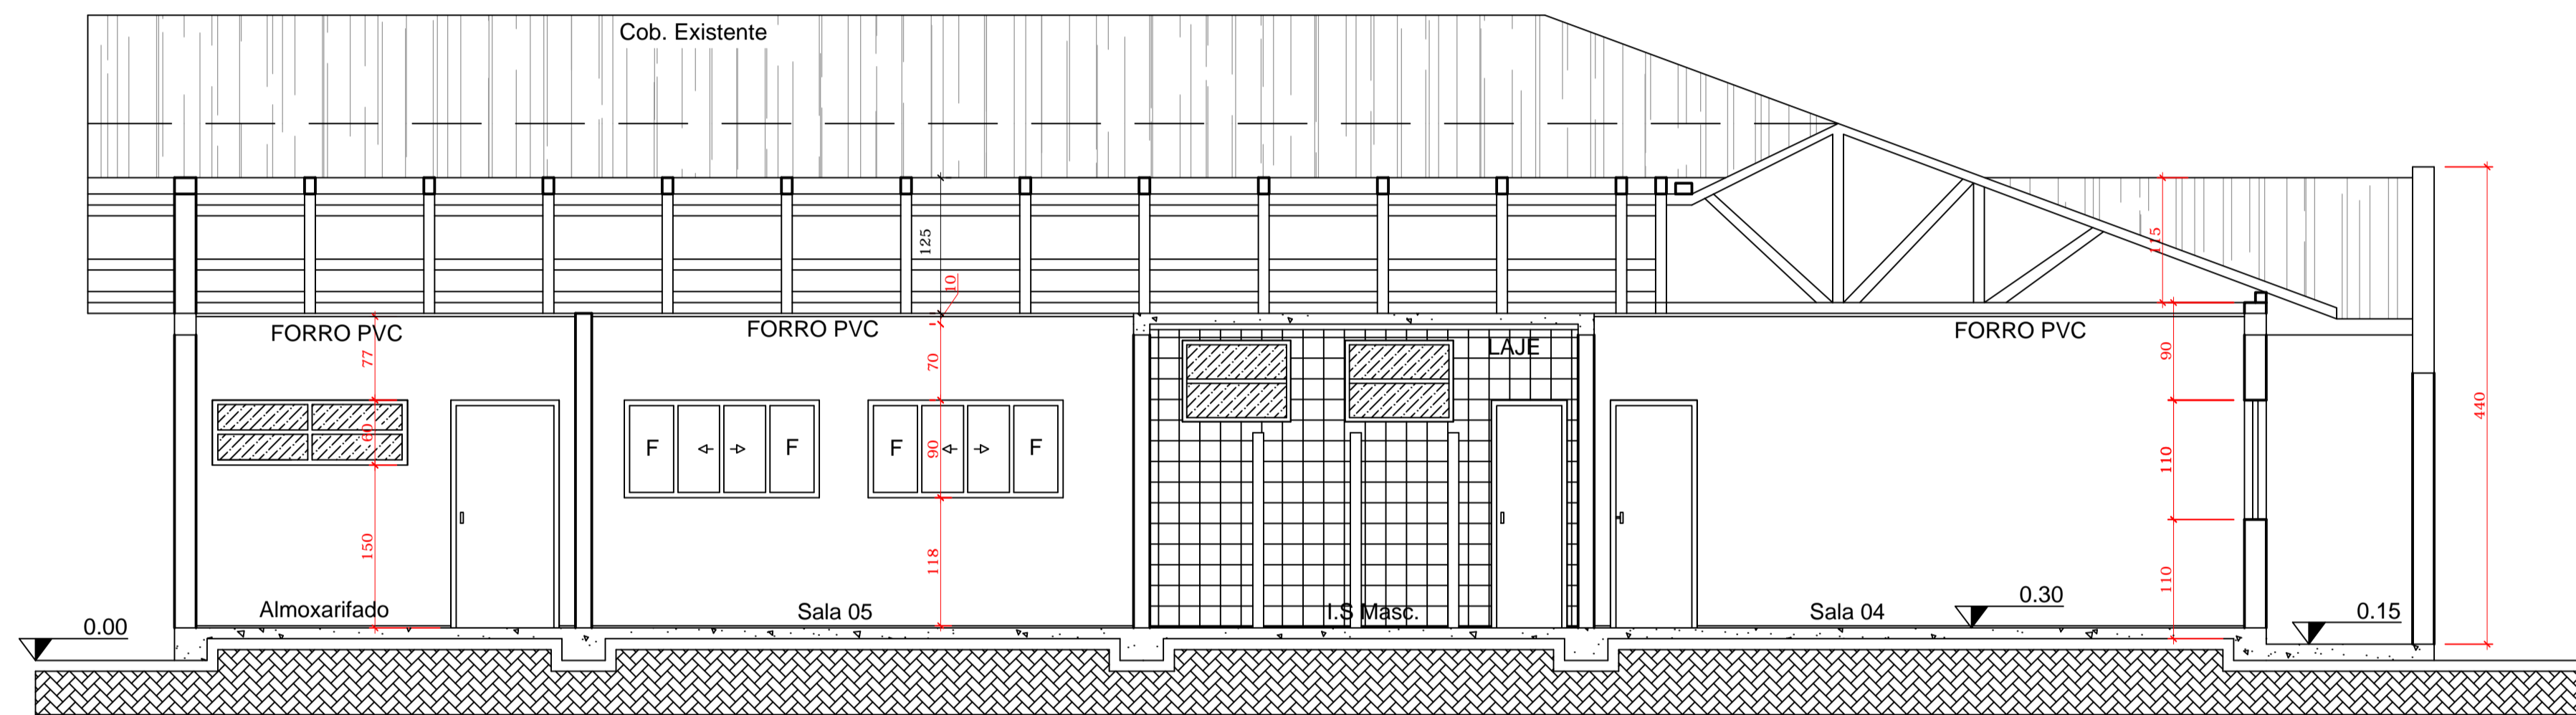 Cob. Existente
125
10
115
FORRO PVC
FORRO PVC
LAJE
FORRO PVC
77
70
90
440
60
F
F
F
90
F
110
150
118
110
Almoxarifado
Sala 05
I.S Masc.
Sala 04
0.30
0.15
0.00